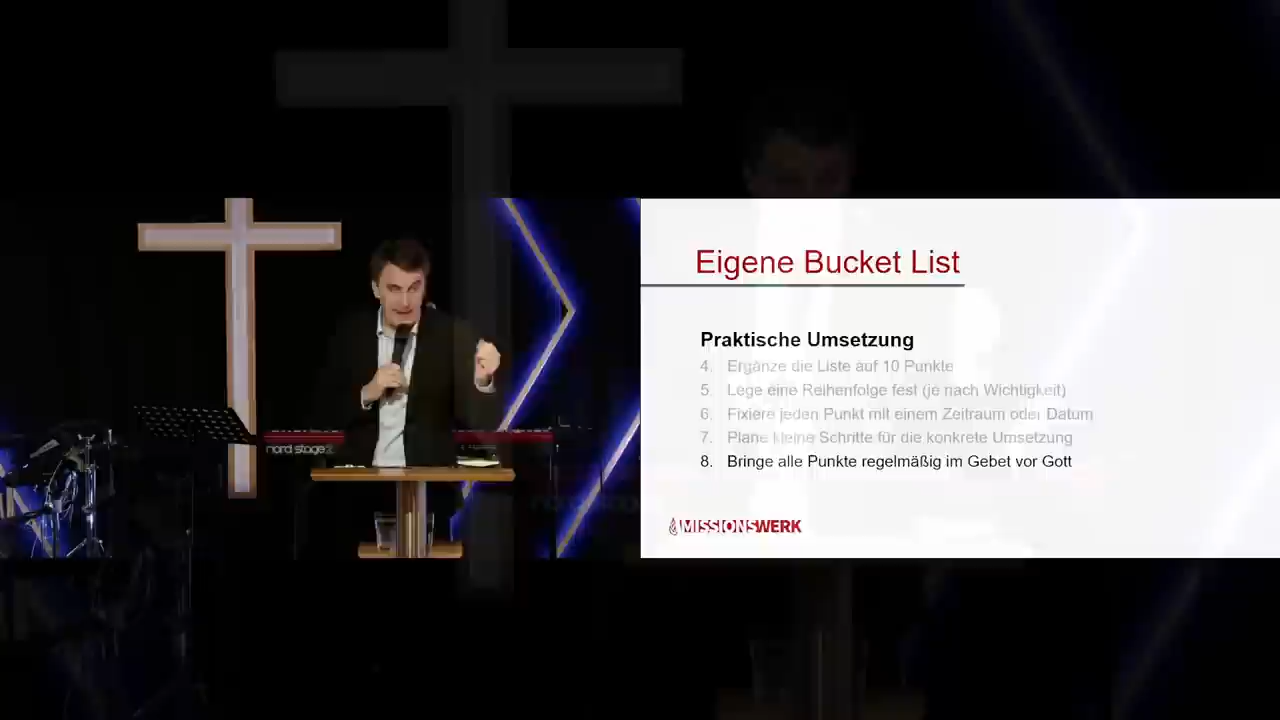 Eigene Bucket List
Praktische Umsetzung
4. Ergänze die Liste auf 10 Punkte
5. Lege eine Reihenfolge fest (je nach Wichtigkeit)
6. Fixiere jeden Punkt mit einem Zeitraum oder Datum
7. Plane kleine Schritte für die konkrete Umsetzung
8. Bringe alle Punkte regelmäßig im Gebet vor Gott
nord stage 2
MISSIONSWERK